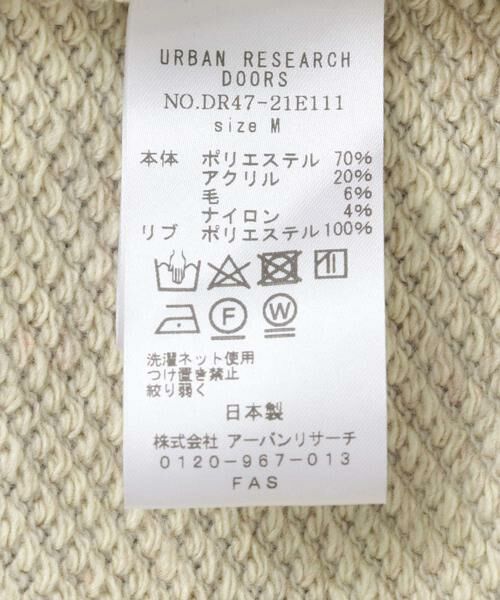 URBAN RESEARCH
DOORS
NO.DR47-21E111
size M
本体 ポリエステル 70%
アクリル 20%
毛 6%
ナイロン 4%
リブ ポリエステル 100%
F W
洗濯ネット使用
つけ置き禁止
絞り弱く
日本製
株式会社 アーバンリサーチ
0120-967-013
FAS